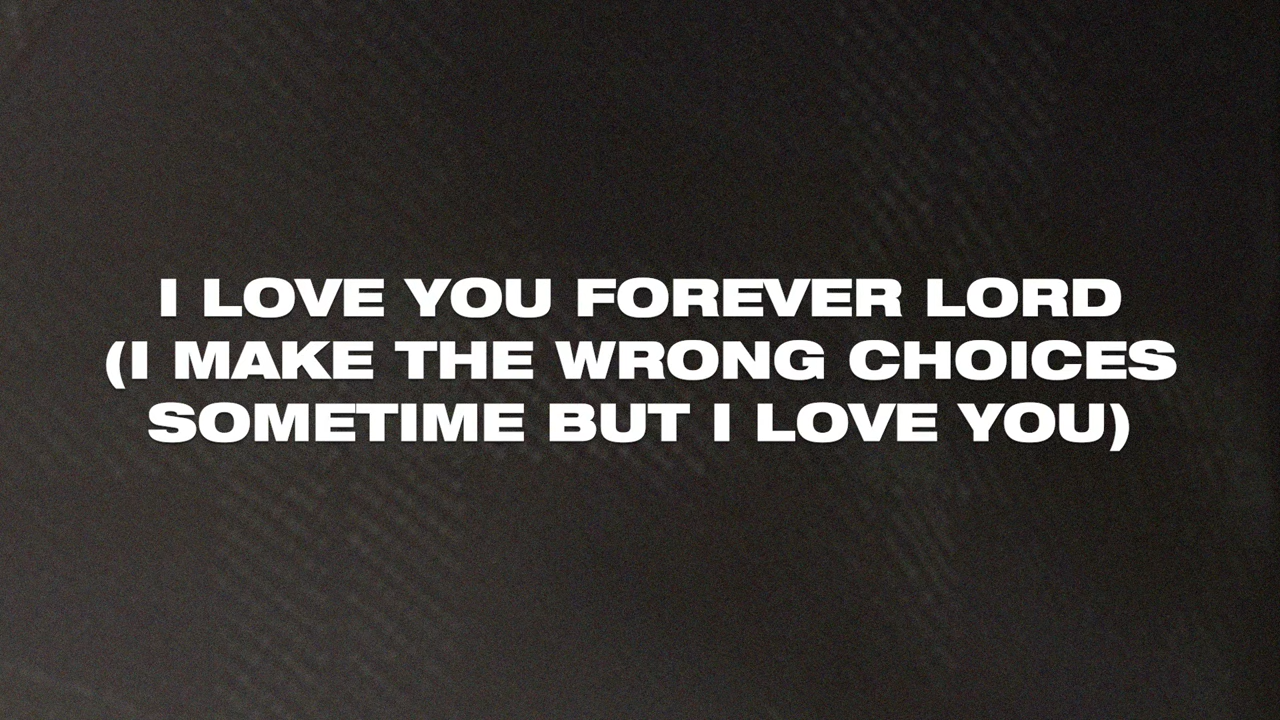 I LOVE YOU FOREVER LORD
(I MAKE THE WRONG CHOICES
SOMETIME BUT I LOVE YOU)